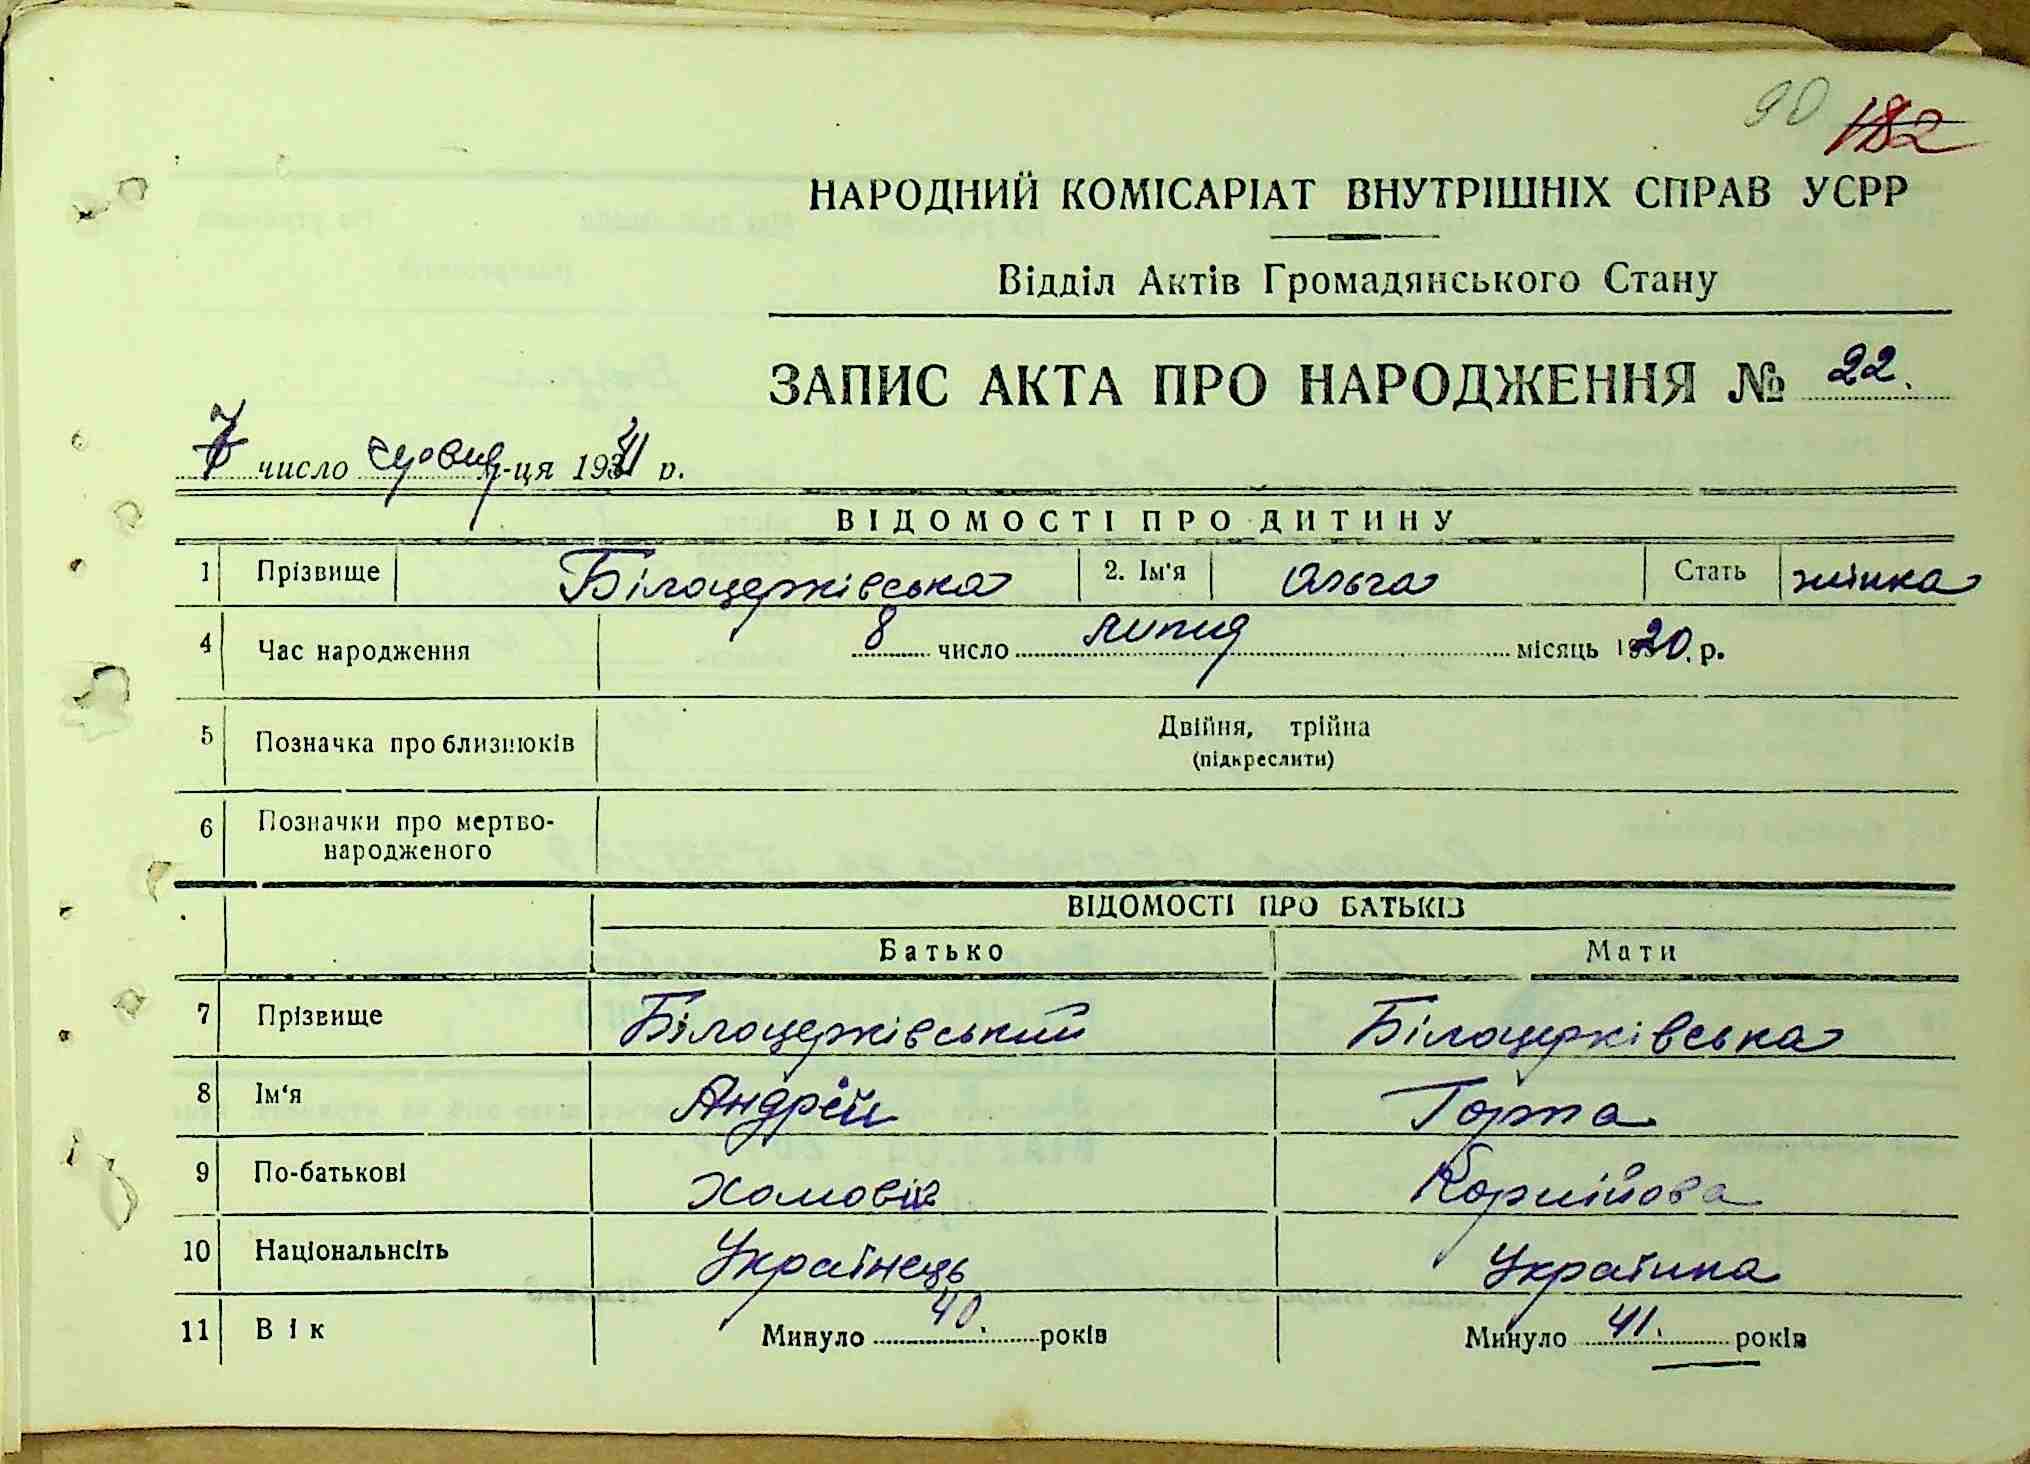 90 182
НАРОДНИЙ КОМІСАРІАТ ВНУТРІШНІХ СПРАВ УСРР
Відділ Актів Громадянського Стану
ЗАПИС АКТА ПРО НАРОДЖЕННЯ № 22.
7 число м-ця 1941 р.
ВІДОМОСТІ ПРО ДИТИНУ
1 Прізвище Білоцерківська 2. Ім'я Ольга Стать жінка
4 Час народження 8 число липня місяць 1920. р.
5 Позначка про близнюків Двійня, трійна
(підкреслити)
6 Позначки про мертво-
народженого
ВІДОМОСТІ ПРО БАТЬКІВ
Батько Мати
7 Прізвище Білоцерківський Білоцерківська
8 Ім'я Андрій Горпа
9 По-батькові Хомовіч Корнійова
10 Національнсіть Українець Українка
11 Вік Минуло 40. років Минуло 41. років